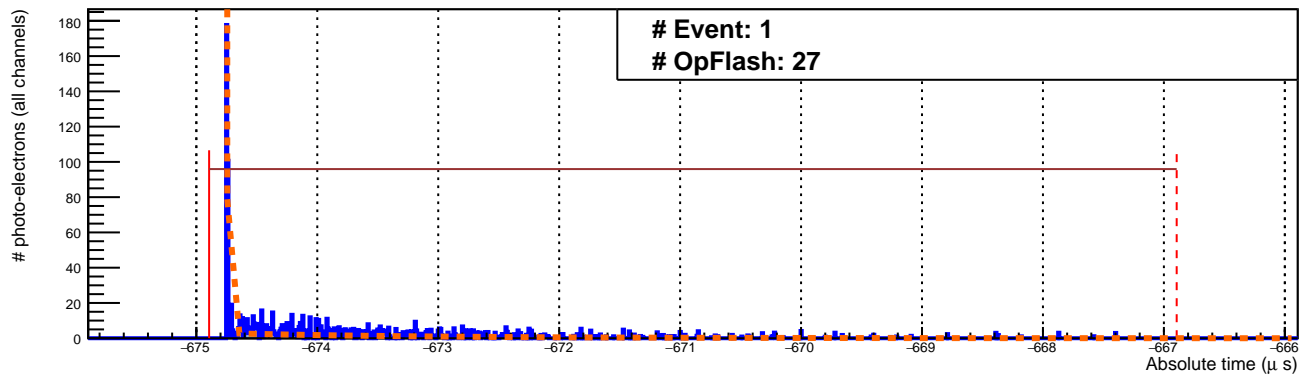 # Event: 1
# OpFlash: 27
# photo-electrons (all channels)
180
160
140
120
100
80
60
40
20
0
−675 −674 −673 −672 −671 −670 −669 −668 −667 −666
Absolute time (μ s)